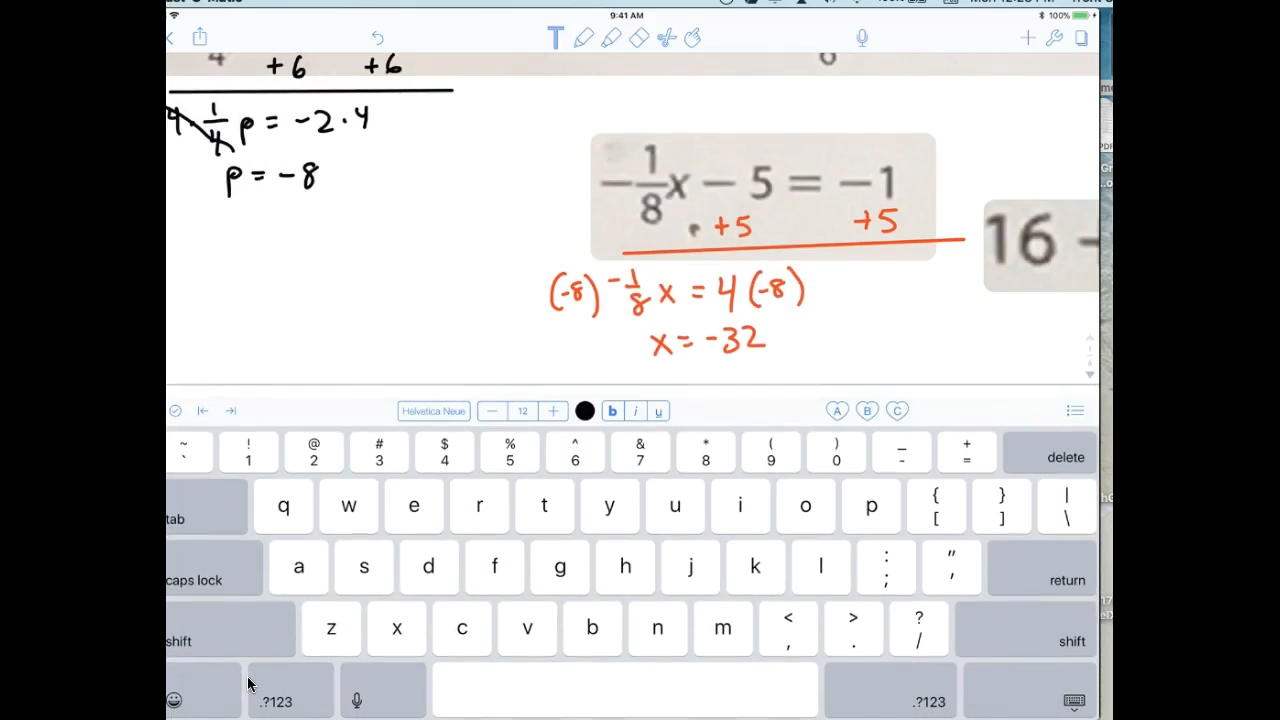 9:41 AM
100%
+6 +6
4 · 1/4 p = -2 · 4
p = -8
-1/8x - 5 = -1
+5 +5
(-8) -1/8 x = 4 (-8)
x = -32
16 -
Helvetica Neue
12
b i u
A B C
~ ! @ # $ % ^ & * ( ) _ +
` 1 2 3 4 5 6 7 8 9 0 - = delete
tab q w e r t y u i o p { [ } ] | \
caps lock a s d f g h j k l : ; " ' return
shift z x c v b n m < , > . ? / shift
.?123 .?123